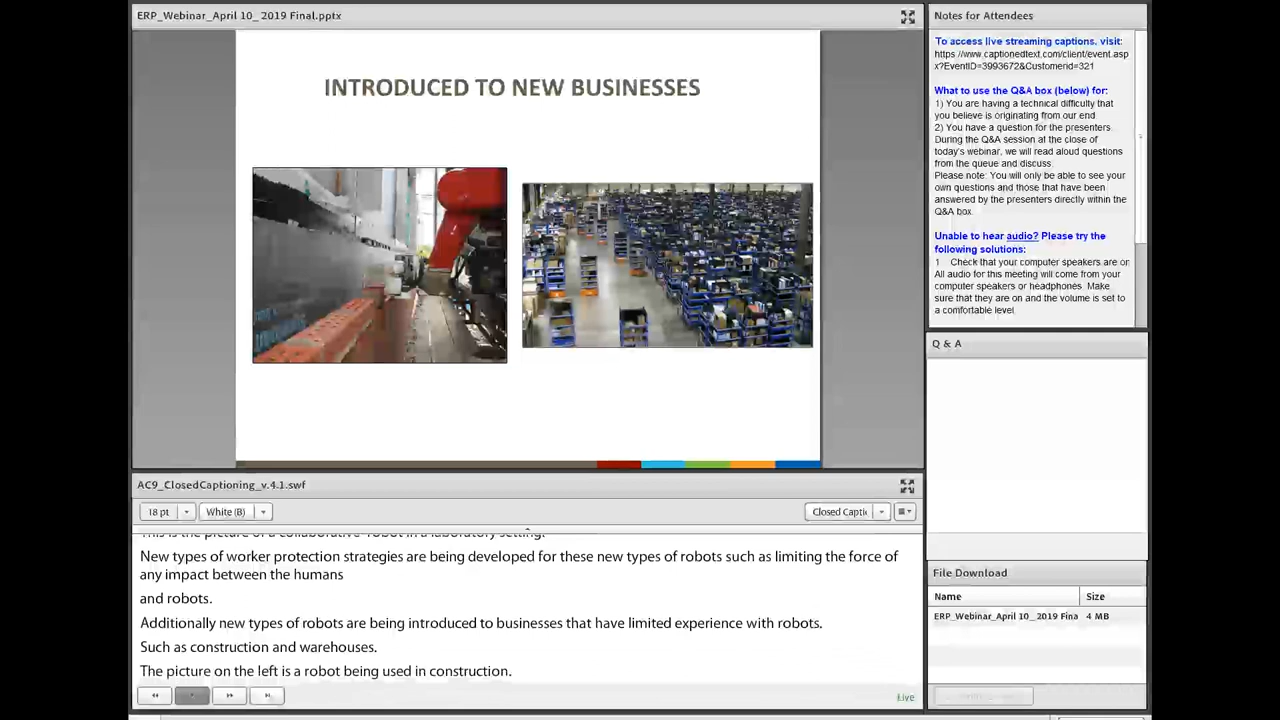 ERP_Webinar_April 10_ 2019 Final.pptx
INTRODUCED TO NEW BUSINESSES
Notes for Attendees
To access live streaming captions, visit:
https://www.captionedtext.com/client/event.asp
x?EventID=3993672&Customerid=321
What to use the Q&A box (below) for:
1) You are having a technical difficulty that
you believe is originating from our end
2) You have a question for the presenters.
During the Q&A session at the close of
today's webinar, we will read aloud questions
from the queue and discuss.
Please note: You will only be able to see your
own questions and those that have been
answered by the presenters directly within the
Q&A box.
Unable to hear audio? Please try the
following solutions:
1 Check that your computer speakers are on
All audio for this meeting will come from your
computer speakers or headphones. Make
sure that they are on and the volume is set to
a comfortable level.
Q & A
AC9_ClosedCaptioning_v.4.1.swf
18 pt
White (B)
Closed Capti
This is the picture of a collaborative robot in a laboratory setting.
New types of worker protection strategies are being developed for these new types of robots such as limiting the force of
any impact between the humans
and robots.
Additionally new types of robots are being introduced to businesses that have limited experience with robots.
Such as construction and warehouses.
The picture on the left is a robot being used in construction.
Live
File Download
Name Size
ERP_Webinar_April 10_ 2019 Fina 4 MB